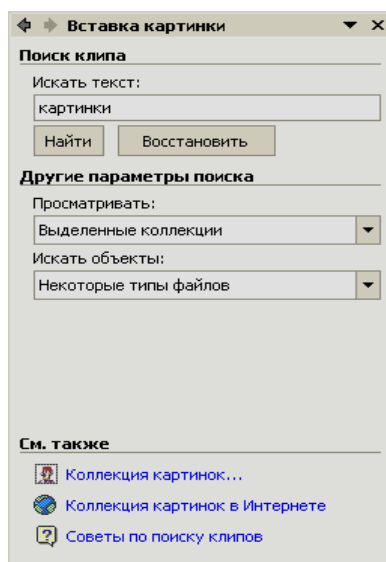 Вставка картинки
Поиск клипа
Искать текст:
картинки
Найти Восстановить
Другие параметры поиска
Просматривать:
Выделенные коллекции
Искать объекты:
Некоторые типы файлов
См. также
Коллекция картинок...
Коллекция картинок в Интернете
Советы по поиску клипов